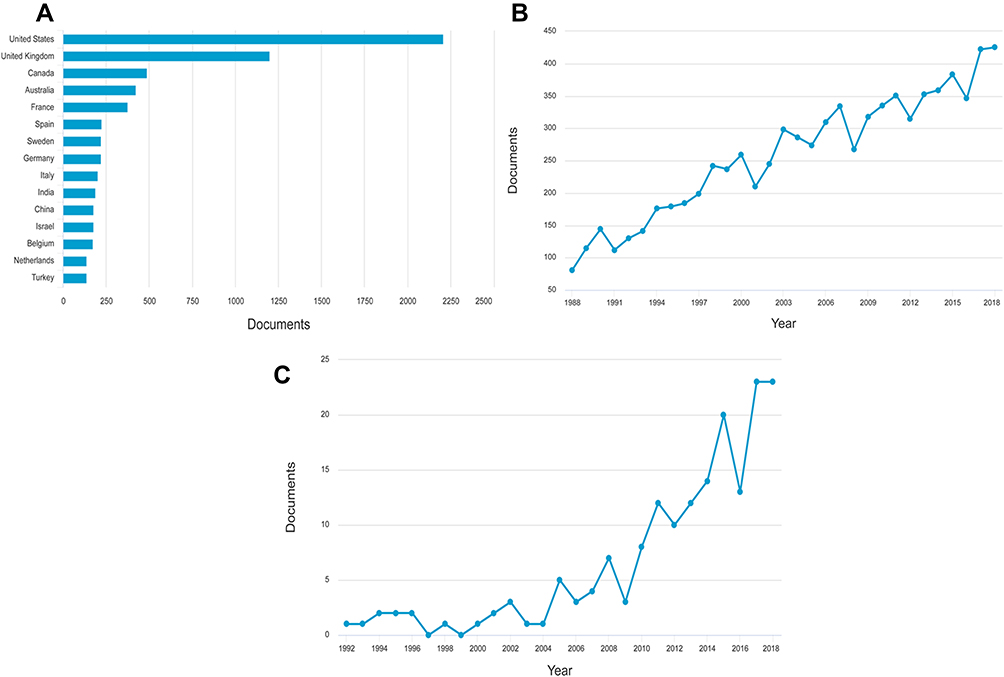 A
United States
United Kingdom
Canada
Australia
France
Spain
Sweden
Germany
Italy
India
China
Israel
Belgium
Netherlands
Turkey
0 250 500 750 1000 1250 1500 1750 2000 2250 2500
Documents
B
450
400
350
300
250
200
150
100
50
Documents
1988 1991 1994 1997 2000 2003 2006 2009 2012 2015 2018
Year
C
25
20
15
10
5
0
Documents
1992 1994 1996 1998 2000 2002 2004 2006 2008 2010 2012 2014 2016 2018
Year